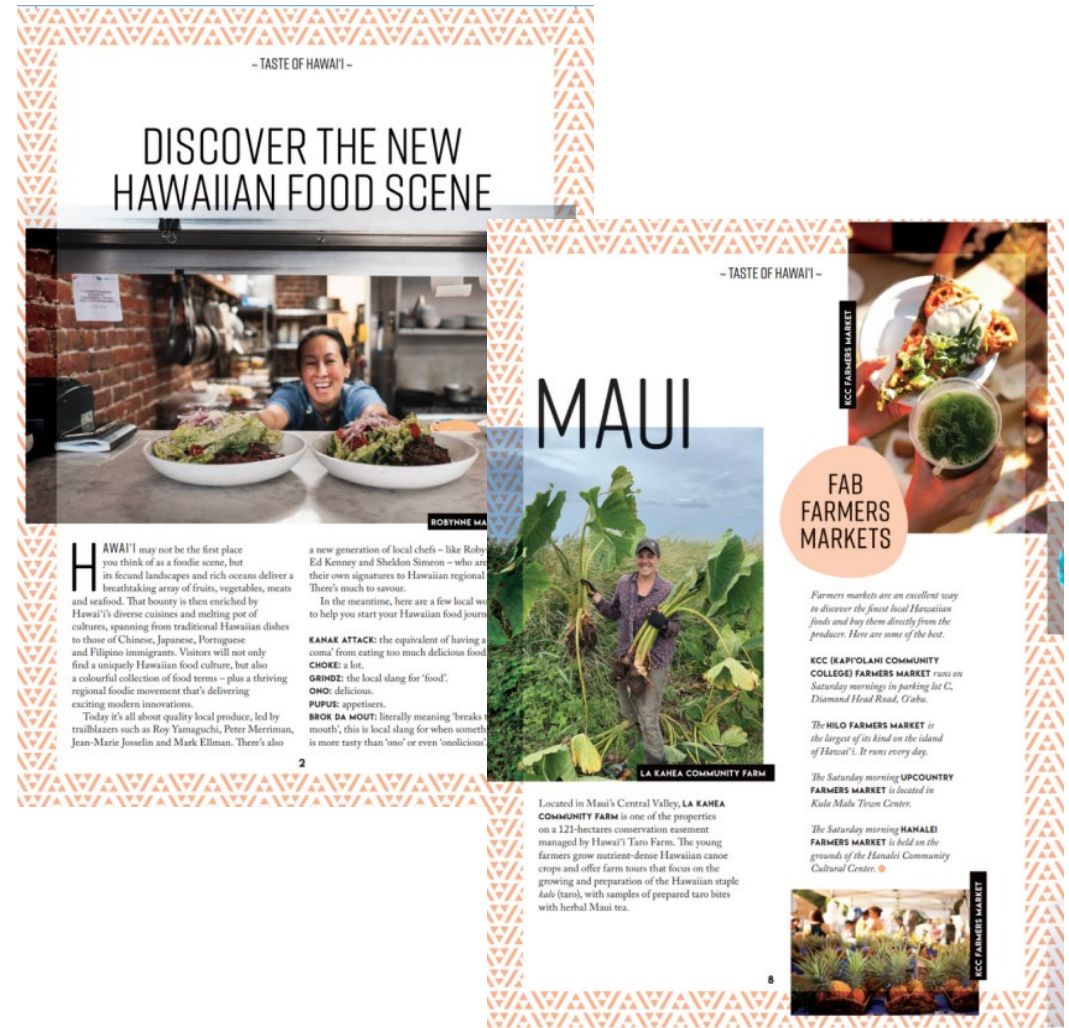 ~ TASTE OF HAWAI'I ~
DISCOVER THE NEW
HAWAIIAN FOOD SCENE
ROBYNNE MA
HAWAI'I may not be the first place
you think of as a foodie scene, but
its fecund landscapes and rich oceans deliver a
breathtaking array of fruits, vegetables, meats
and seafood. That bounty is then enriched by
Hawai'i's diverse cuisines and melting pot of
cultures, spanning from traditional Hawaiian dishes
to those of Chinese, Japanese, Portuguese
and Filipino immigrants. Visitors will not only
find a uniquely Hawaiian food culture, but also
a colourful collection of food terms – plus a thriving
regional foodie movement that's delivering
exciting modern innovations.
Today it's all about quality local produce, led by
trailblazers such as Roy Yamaguchi, Peter Merriman,
Jean-Marie Josselin and Mark Ellman. There's also
a new generation of local chefs – like Roby
Ed Kenney and Sheldon Simeon – who are
their own signatures to Hawaiian regional
There's much to savour.
In the meantime, here are a few local wo
to help you start your Hawaiian food journ
KANAK ATTACK: the equivalent of having a
coma' from eating too much delicious food
CHOKE: a lot.
GRINDZ: the local slang for 'food'.
ONO: delicious.
PUPUS: appetisers.
BROK DA MOUT: literally meaning 'breaks t
mouth', this is local slang for when someth
is more tasty than 'ono' or even 'onolicious'.
2
~ TASTE OF HAWAI'I ~
MAUI
KCC FARMERS MARKET
FAB
FARMERS
MARKETS
LA KAHEA COMMUNITY FARM
Located in Maui's Central Valley, LA KAHEA
COMMUNITY FARM is one of the properties
on a 121-hectares conservation easement
managed by Hawai'i Taro Farm. The young
farmers grow nutrient-dense Hawaiian canoe
crops and offer farm tours that focus on the
growing and preparation of the Hawaiian staple
kalo (taro), with samples of prepared taro bites
with herbal Maui tea.
Farmers markets are an excellent way
to discover the finest local Hawaiian
foods and buy them directly from the
producer. Here are some of the best.
KCC (KAPI'OLANI COMMUNITY
COLLEGE) FARMERS MARKET runs on
Saturday mornings in parking lot C,
Diamond Head Road, O'ahu.
The HILO FARMERS MARKET is
the largest of its kind on the island
of Hawai'i. It runs every day.
The Saturday morning UPCOUNTRY
FARMERS MARKET is located in
Kula Malu Town Center.
The Saturday morning HANALEI
FARMERS MARKET is held on the
grounds of the Hanalei Community
Cultural Center.
KCC FARMERS MARKET
8